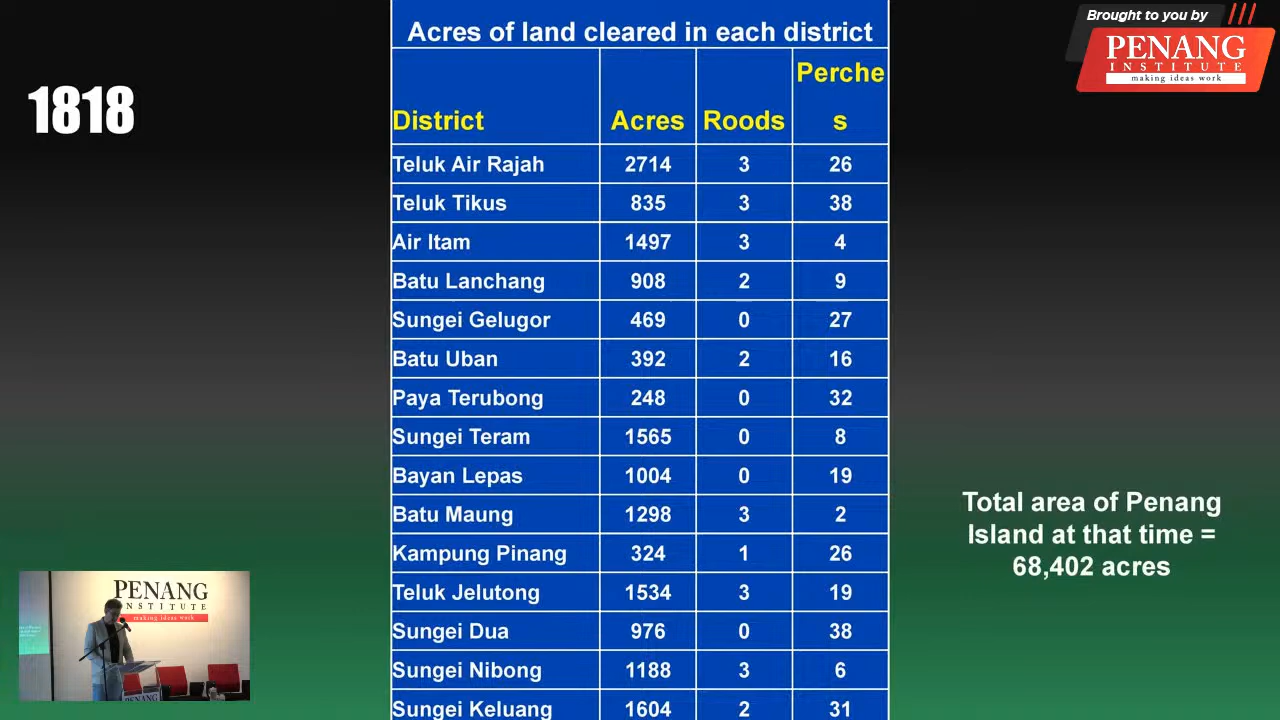 Brought to you by
PENANG
INSTITUTE
making ideas work
1818
Acres of land cleared in each district
District Acres Roods Perches
Teluk Air Rajah 2714 3 26
Teluk Tikus 835 3 38
Air Itam 1497 3 4
Batu Lanchang 908 2 9
Sungei Gelugor 469 0 27
Batu Uban 392 2 16
Paya Terubong 248 0 32
Sungei Teram 1565 0 8
Bayan Lepas 1004 0 19
Batu Maung 1298 3 2
Kampung Pinang 324 1 26
Teluk Jelutong 1534 3 19
Sungei Dua 976 0 38
Sungei Nibong 1188 3 6
Sungei Keluang 1604 2 31
Total area of Penang
Island at that time =
68,402 acres
PENANG
INSTITUTE
making ideas work
PENANG